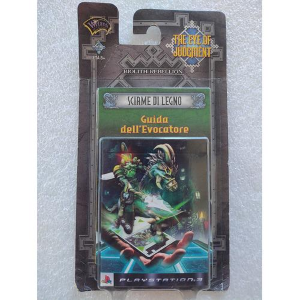 THE EYE OF
JUDGMENT
BIOLITH REBELLION
SCIAME DI LEGNO
Guida
dell'Evocatore
PLAYSTATION 3